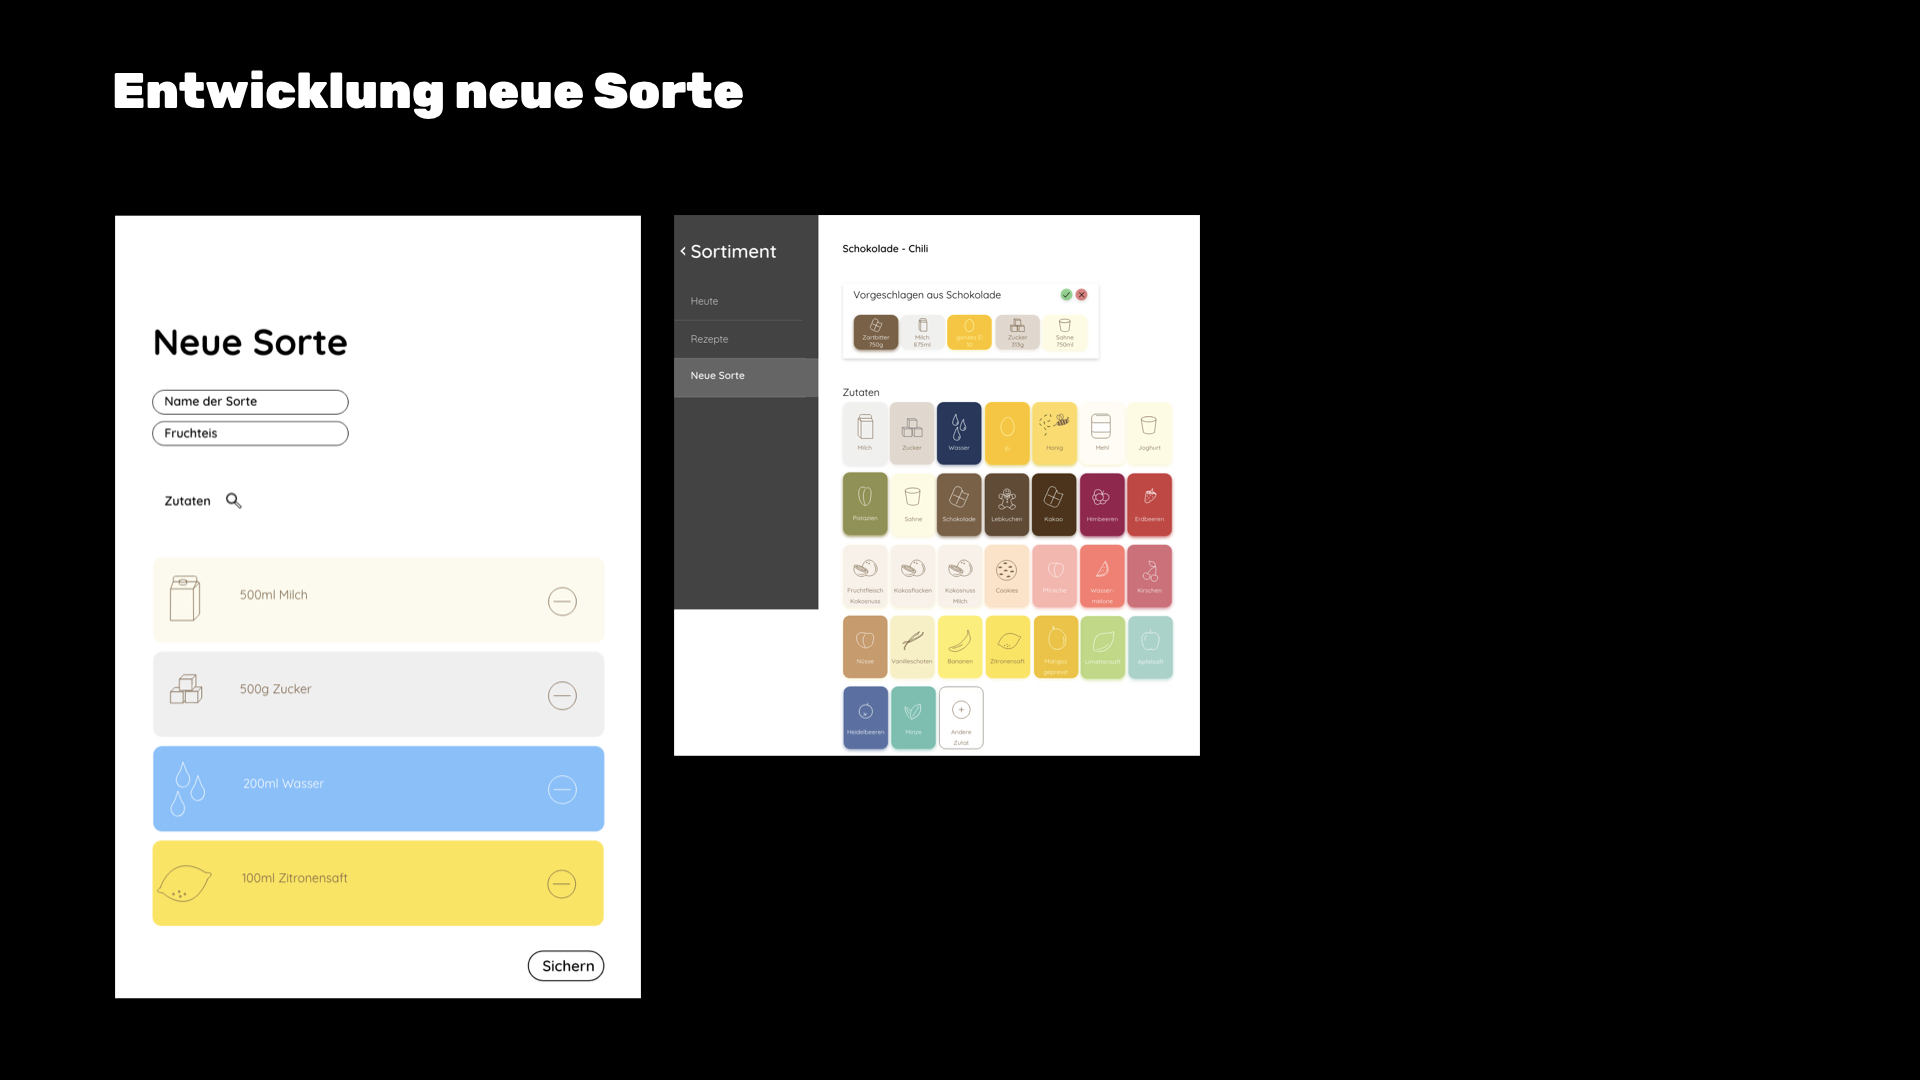 Entwicklung neue Sorte
Neue Sorte
Name der Sorte
Fruchteis
Zutaten
500ml Milch
500g Zucker
200ml Wasser
100ml Zitronensaft
Sichern
< Sortiment
Heute
Rezepte
Neue Sorte
Schokolade - Chili
Vorgeschlagen aus Schokolade
Zartbitter Milch Zucker Sahne
750g 875ml 10 313g 750ml
Zutaten
Milch Zucker Wasser Ei Honig Mehl Joghurt
Pistazien Sahne Schokolade Lebkuchen Kakao Himbeeren Erdbeeren
Fruchtfleisch Kokosflocken Kokosnuss Cookies Pfirsiche Wasser- Kirschen
Kokosnuss Milch melone
Nüsse Vanilleschoten Bananen Zitronensaft Mangos Limettensaft Apfelsaft
gepresst
Heidelbeeren Minze Andere
Zutat